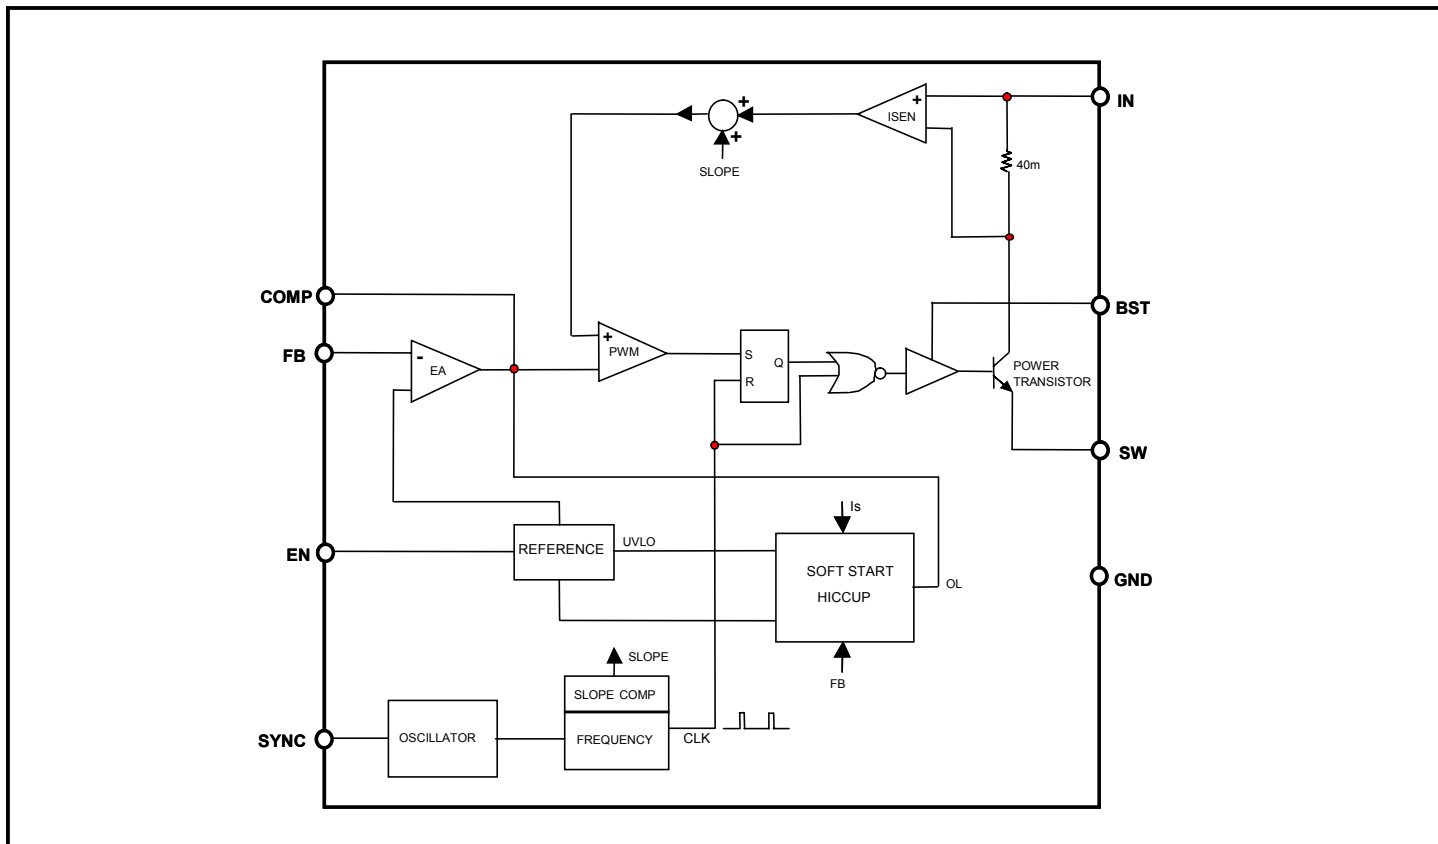 IN
+
+
ISEN
+
SLOPE
40m
COMP
BST
FB
-
EA
+
PWM
S
Q
R
POWER
TRANSISTOR
SW
Is
EN
REFERENCE
UVLO
SOFT START
HICCUP
OL
GND
SLOPE
FB
SLOPE COMP
SYNC
OSCILLATOR
FREQUENCY
CLK